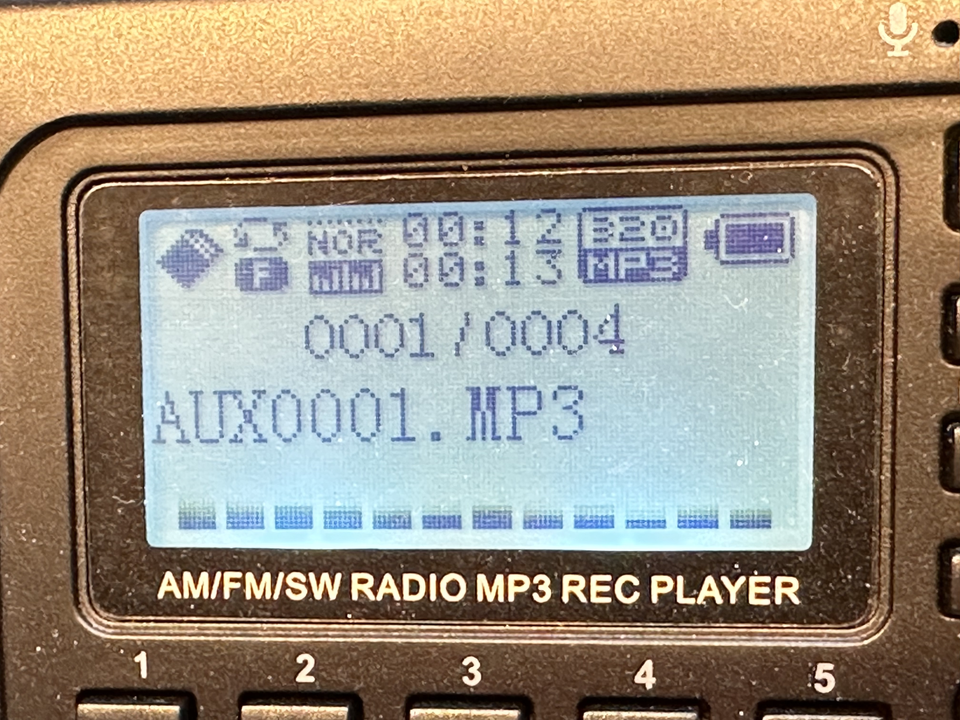 NOR 00:12 320
F 00:13 MP3
0001/0004
AUX0001.MP3
AM/FM/SW RADIO MP3 REC PLAYER
1 2 3 4 5